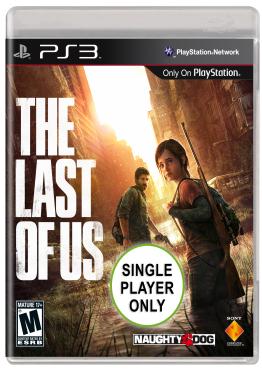 PS3
PlayStation Network
Only On PlayStation.
THE
LAST
OF US
SINGLE
PLAYER
ONLY
MATURE 17+
M
ESRB
NAUGHTY DOG
SONY